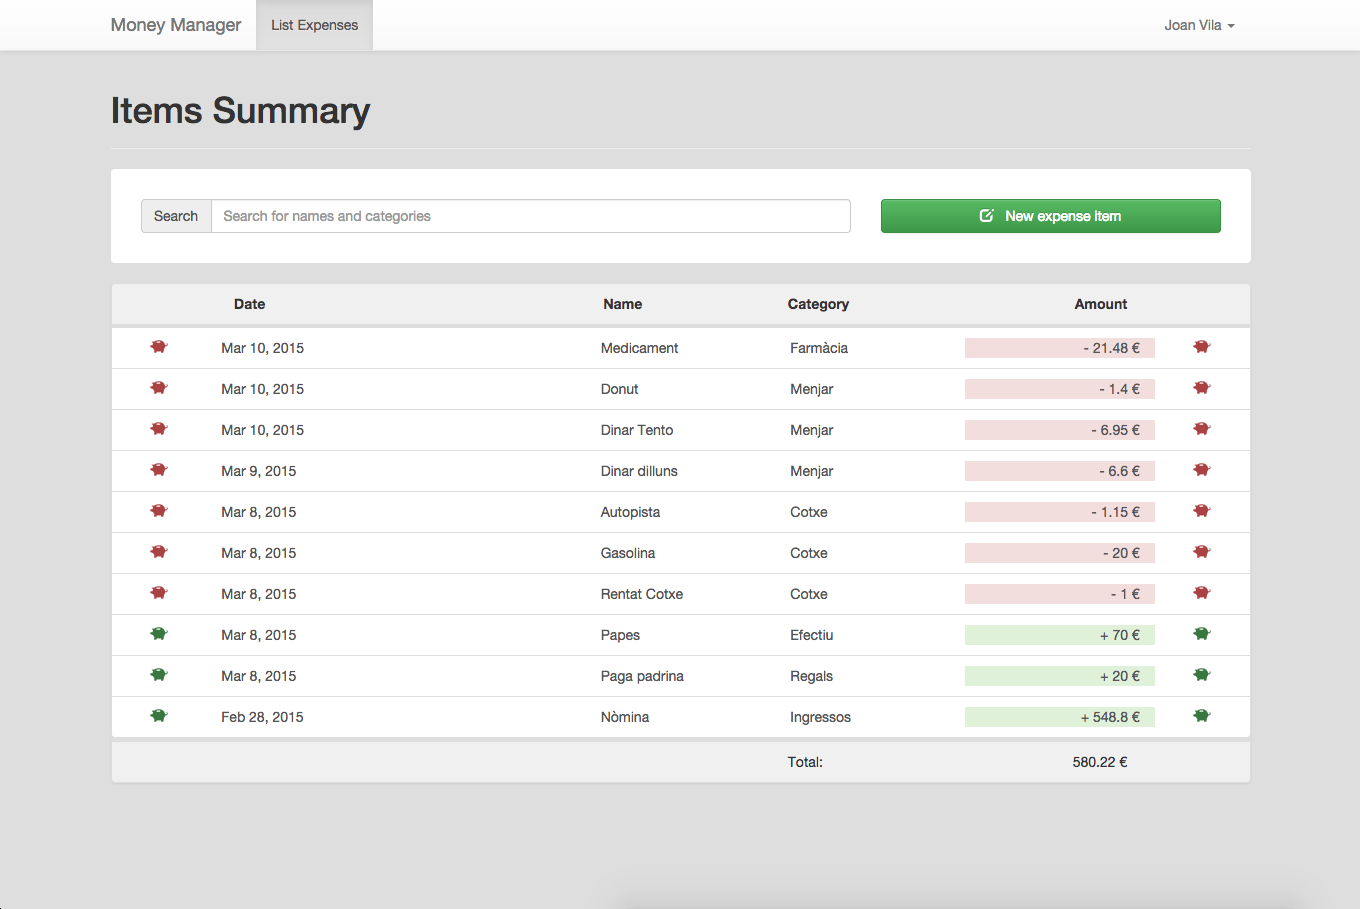 Money Manager List Expenses Joan Vila
Items Summary
Search Search for names and categories New expense item
Date Name Category Amount
Mar 10, 2015 Medicament Farmàcia - 21.48 €
Mar 10, 2015 Donut Menjar - 1.4 €
Mar 10, 2015 Dinar Tento Menjar - 6.95 €
Mar 9, 2015 Dinar dilluns Menjar - 6.6 €
Mar 8, 2015 Autopista Cotxe - 1.15 €
Mar 8, 2015 Gasolina Cotxe - 20 €
Mar 8, 2015 Rentat Cotxe Cotxe - 1 €
Mar 8, 2015 Papes Efectiu + 70 €
Mar 8, 2015 Paga padrina Regals + 20 €
Feb 28, 2015 Nòmina Ingressos + 548.8 €
Total: 580.22 €